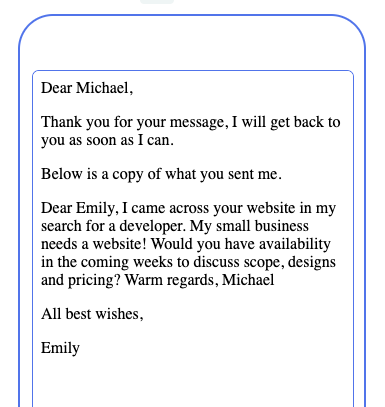 Dear Michael,
Thank you for your message, I will get back to
you as soon as I can.
Below is a copy of what you sent me.
Dear Emily, I came across your website in my
search for a developer. My small business
needs a website! Would you have availability
in the coming weeks to discuss scope, designs
and pricing? Warm regards, Michael
All best wishes,
Emily